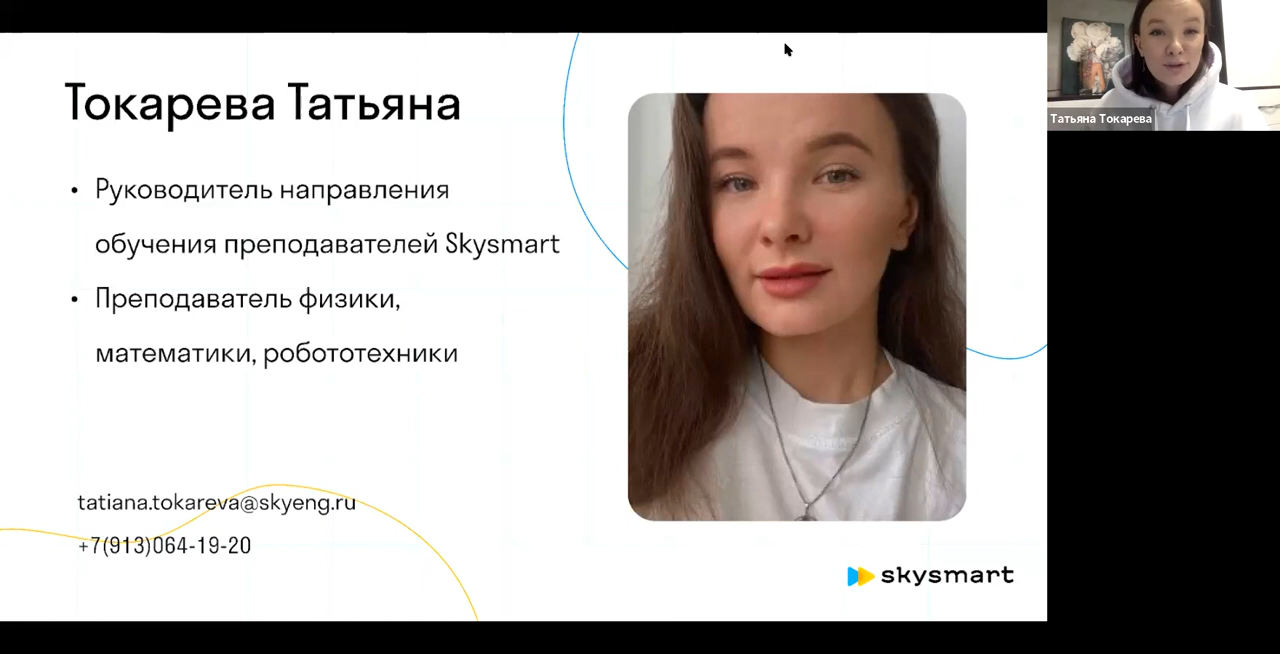 Токарева Татьяна
• Руководитель направления
обучения преподавателей Skysmart
• Преподаватель физики,
математики, робототехники
tatiana.tokareva@skyeng.ru
+7(913)064-19-20
skysmart
Татьяна Токарева